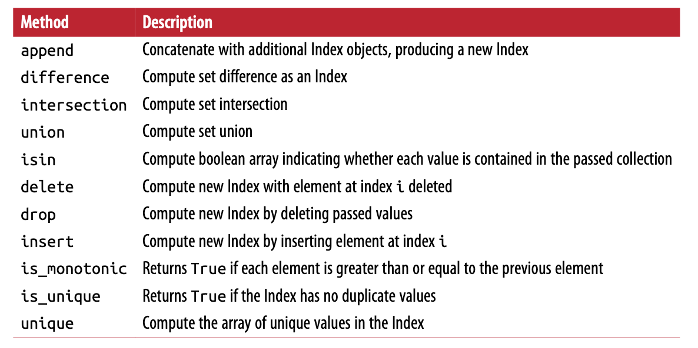 Method Description
append Concatenate with additional Index objects, producing a new Index
difference Compute set difference as an Index
intersection Compute set intersection
union Compute set union
isin Compute boolean array indicating whether each value is contained in the passed collection
delete Compute new Index with element at index i deleted
drop Compute new Index by deleting passed values
insert Compute new Index by inserting element at index i
is_monotonic Returns True if each element is greater than or equal to the previous element
is_unique Returns True if the Index has no duplicate values
unique Compute the array of unique values in the Index